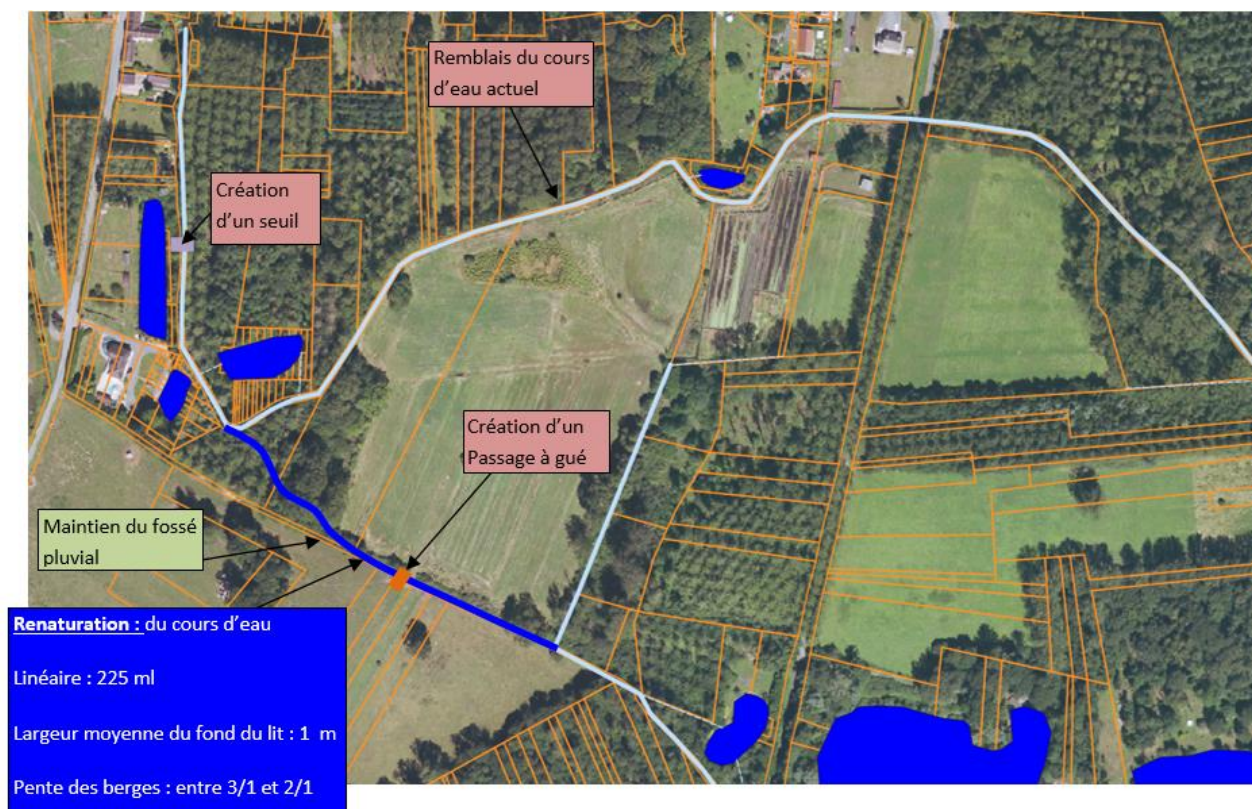 Remblais du cours
d'eau actuel
Création
d'un seuil
Création d'un
Passage à gué
Maintien du fossé
pluvial
Renaturation : du cours d'eau
Linéaire : 225 ml
Largeur moyenne du fond du lit : 1 m
Pente des berges : entre 3/1 et 2/1